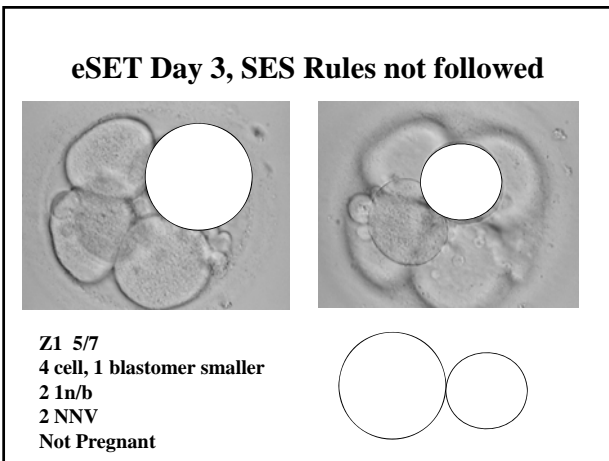 eSET Day 3, SES Rules not followed
Z1 5/7
4 cell, 1 blastomer smaller
2 1n/b
2 NNV
Not Pregnant